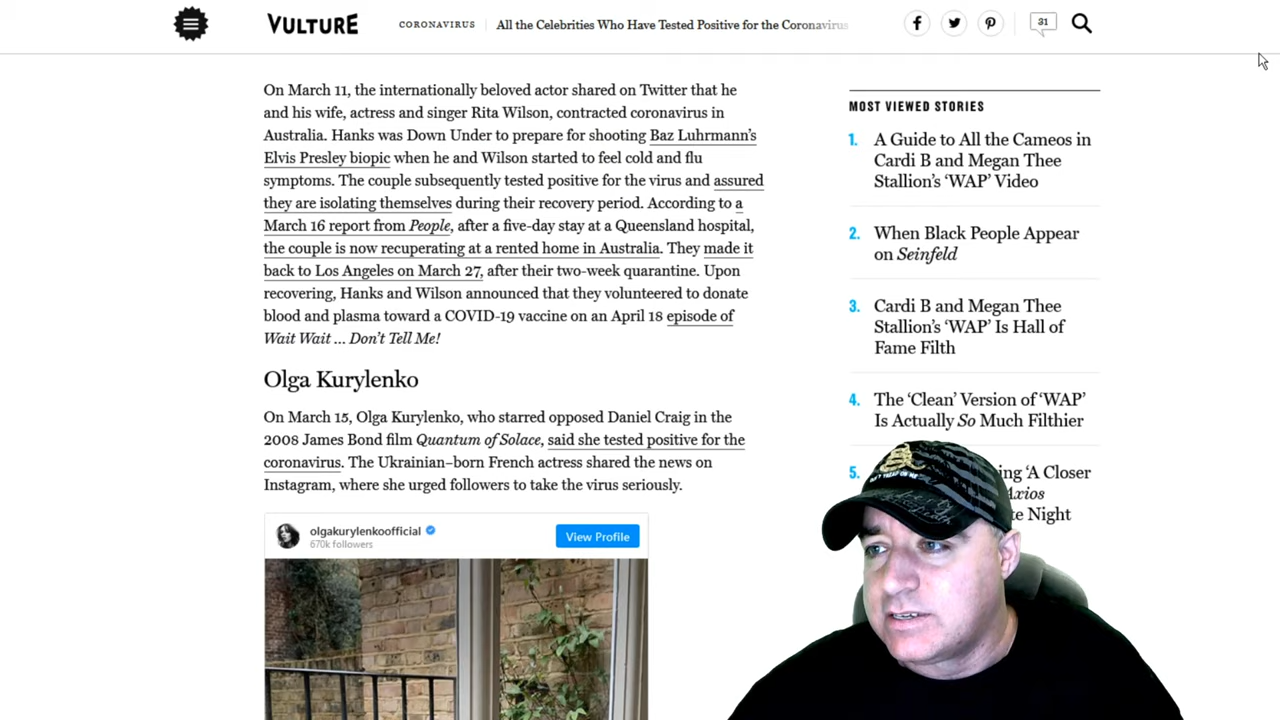 VULTURE
CORONAVIRUS
All the Celebrities Who Have Tested Positive for the Coronavirus
31
On March 11, the internationally beloved actor shared on Twitter that he
and his wife, actress and singer Rita Wilson, contracted coronavirus in
Australia. Hanks was Down Under to prepare for shooting Baz Luhrmann's
Elvis Presley biopic when he and Wilson started to feel cold and flu
symptoms. The couple subsequently tested positive for the virus and assured
they are isolating themselves during their recovery period. According to a
March 16 report from People, after a five-day stay at a Queensland hospital,
the couple is now recuperating at a rented home in Australia. They made it
back to Los Angeles on March 27, after their two-week quarantine. Upon
recovering, Hanks and Wilson announced that they volunteered to donate
blood and plasma toward a COVID-19 vaccine on an April 18 episode of
Wait Wait ... Don't Tell Me!
Olga Kurylenko
On March 15, Olga Kurylenko, who starred opposed Daniel Craig in the
2008 James Bond film Quantum of Solace, said she tested positive for the
coronavirus. The Ukrainian–born French actress shared the news on
Instagram, where she urged followers to take the virus seriously.
olgakurylenkoofficial
670k followers
View Profile
MOST VIEWED STORIES
1. A Guide to All the Cameos in
Cardi B and Megan Thee
Stallion's 'WAP' Video
2. When Black People Appear
on Seinfeld
3. Cardi B and Megan Thee
Stallion's 'WAP' Is Hall of
Fame Filth
4. The 'Clean' Version of 'WAP'
Is Actually So Much Filthier
5. ing 'A Closer
Axios
te Night